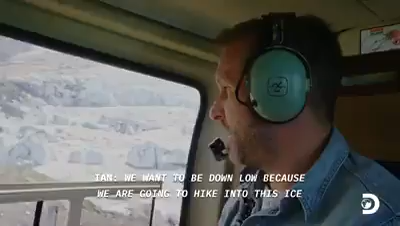 IAN: WE WANT TO BE DOWN LOW BECAUSE
WE ARE GOING TO HIKE INTO THIS ICE